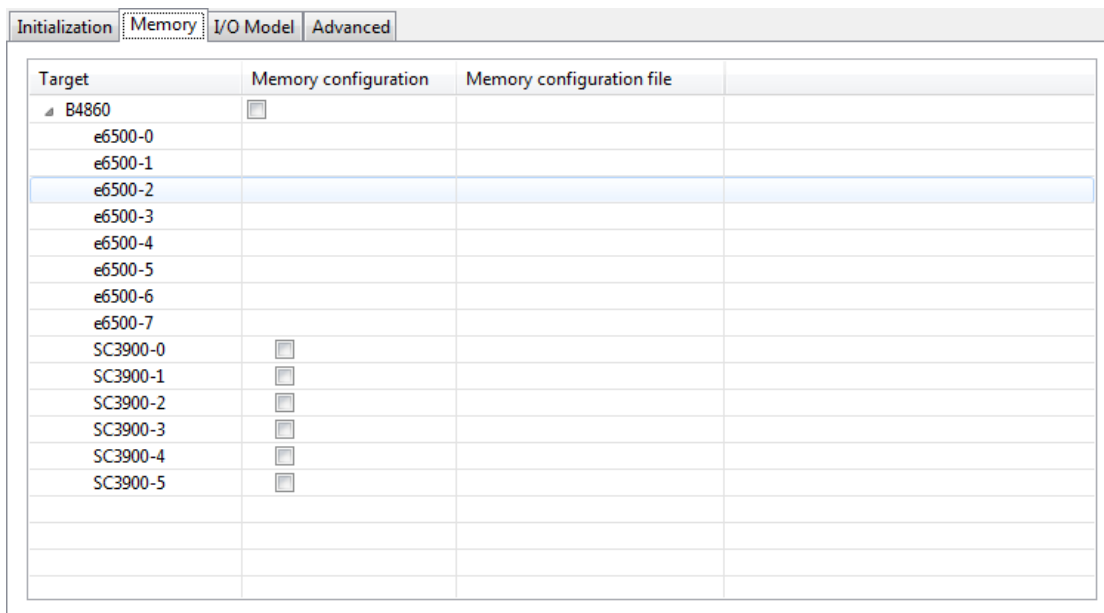 Initialization Memory I/O Model Advanced
Target Memory configuration Memory configuration file
B4860
e6500-0
e6500-1
e6500-2
e6500-3
e6500-4
e6500-5
e6500-6
e6500-7
SC3900-0
SC3900-1
SC3900-2
SC3900-3
SC3900-4
SC3900-5